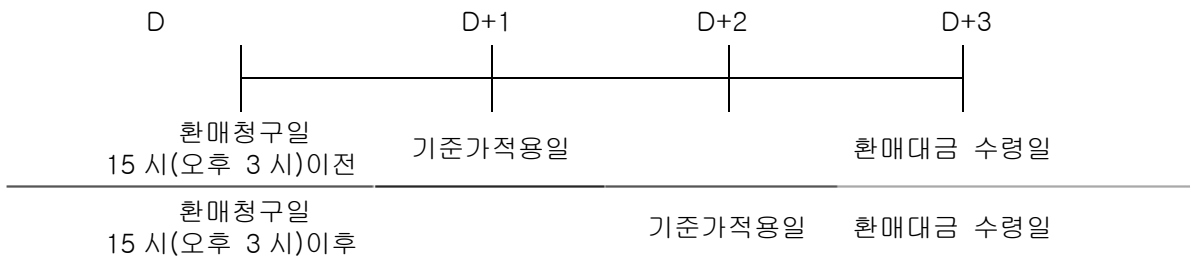 D D+1 D+2 D+3
환매청구일
15 시(오후 3 시)이전
기준가적용일
환매대금 수령일
환매청구일
15 시(오후 3 시)이후
기준가적용일
환매대금 수령일